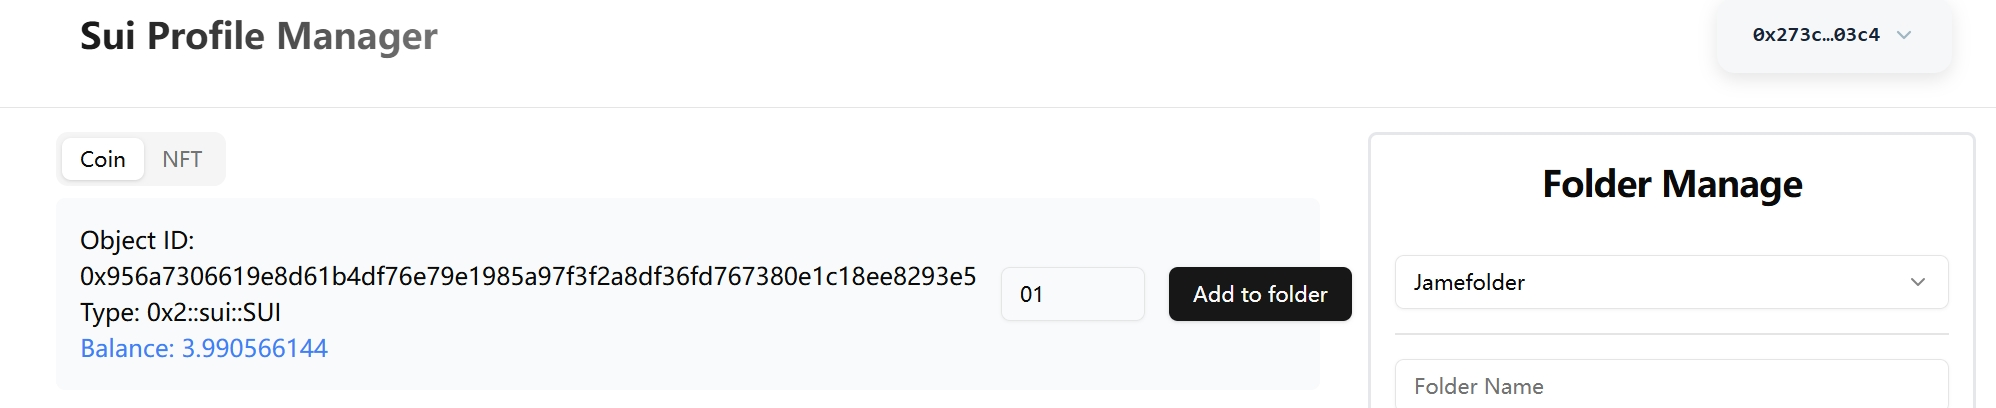 Sui Profile Manager
0x273c…03c4
Coin
NFT
Object ID:
0x956a7306619e8d61b4df76e79e1985a97f3f2a8df36fd767380e1c18ee8293e5
Type: 0x2::sui::SUI
Balance: 3.990566144
01
Add to folder
Folder Manage
Jamefolder
Folder Name